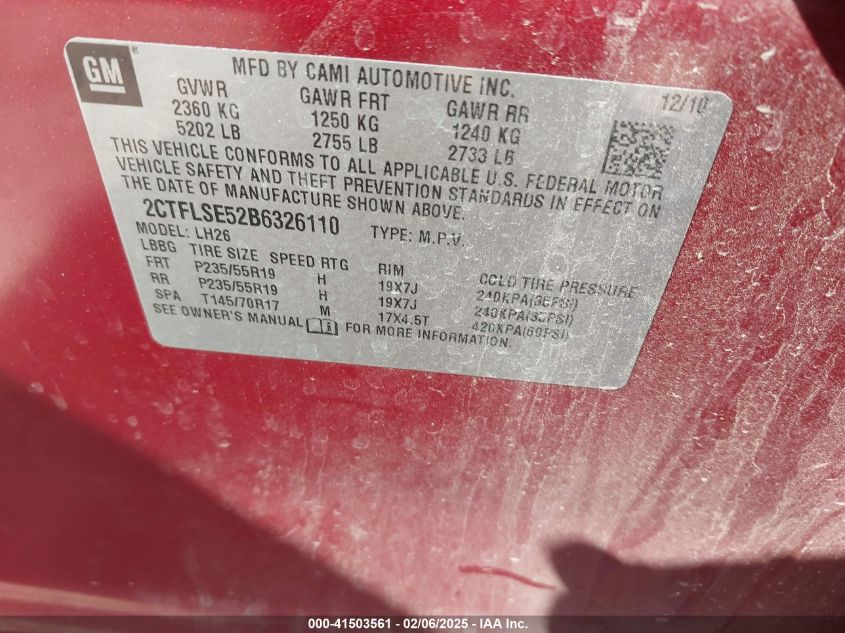 GM
MFD BY CAMI AUTOMOTIVE INC.
12/10
GVWR GAWR FRT GAWR RR
2360 KG 1250 KG 1240 KG
5202 LB 2755 LB 2733 LB
THIS VEHICLE CONFORMS TO ALL APPLICABLE U.S. FEDERAL MOTOR
VEHICLE SAFETY AND THEFT PREVENTION STANDARDS IN EFFECT ON
THE DATE OF MANUFACTURE SHOWN ABOVE.
2CTFLSE52B6326110 TYPE: M.P.V.
MODEL: LH26
LBBG TIRE SIZE SPEED RTG RIM COLD TIRE PRESSURE
FRT P235/55R19 H 19X7J 240KPA(35PSI)
RR P235/55R19 H 19X7J 240KPA(35PSI)
SPA T145/70R17 M 17X4.5T 420KPA(60PSI)
SEE OWNER'S MANUAL FOR MORE INFORMATION.
000-41503561 - 02/06/2025 - IAA Inc.